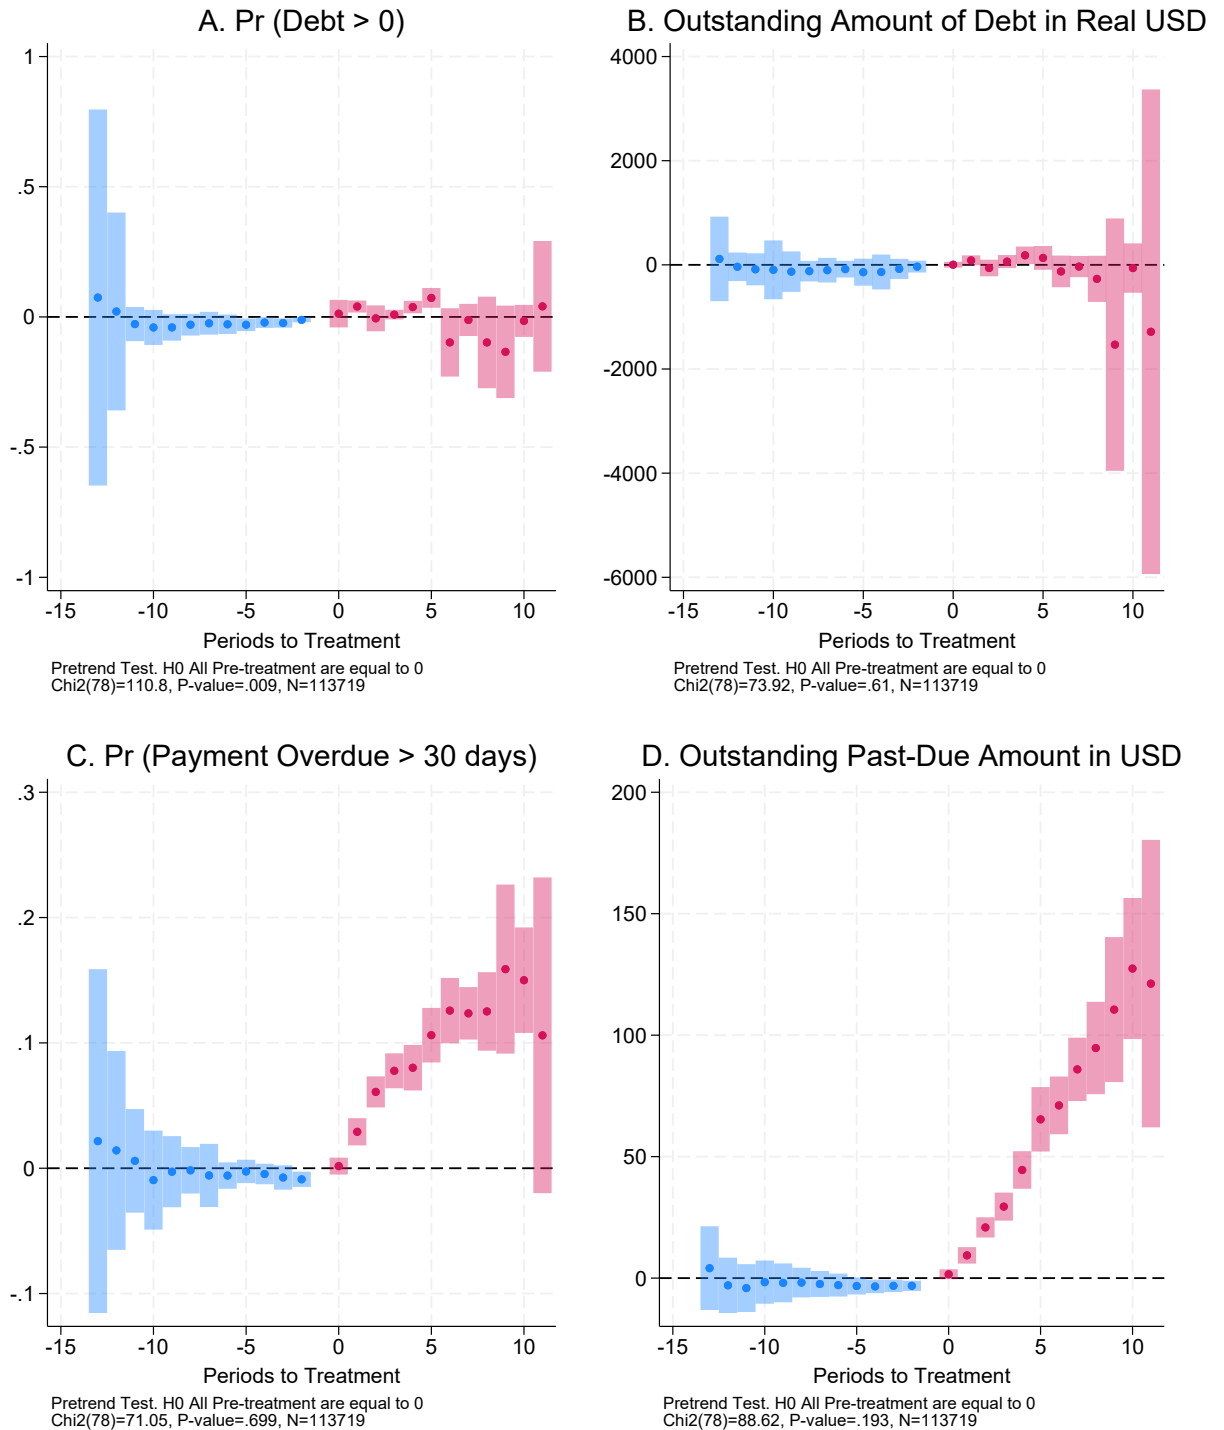 A. Pr (Debt > 0)
1
.5
0
-.5
-1
-15 -10 -5 0 5 10
Periods to Treatment
Pretrend Test. H0 All Pre-treatment are equal to 0
Chi2(78)=110.8, P-value=.009, N=113719
B. Outstanding Amount of Debt in Real USD
4000
2000
0
-2000
-4000
-6000
-15 -10 -5 0 5 10
Periods to Treatment
Pretrend Test. H0 All Pre-treatment are equal to 0
Chi2(78)=73.92, P-value=.61, N=113719
C. Pr (Payment Overdue > 30 days)
.3
.2
.1
0
-.1
-15 -10 -5 0 5 10
Periods to Treatment
Pretrend Test. H0 All Pre-treatment are equal to 0
Chi2(78)=71.05, P-value=.699, N=113719
D. Outstanding Past-Due Amount in USD
200
150
100
50
0
-15 -10 -5 0 5 10
Periods to Treatment
Pretrend Test. H0 All Pre-treatment are equal to 0
Chi2(78)=88.62, P-value=.193, N=113719